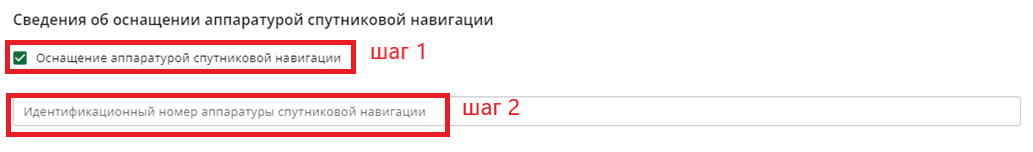 Сведения об оснащении аппаратурой спутниковой навигации
Оснащение аппаратурой спутниковой навигации шаг 1
Идентификационный номер аппаратуры спутниковой навигации шаг 2